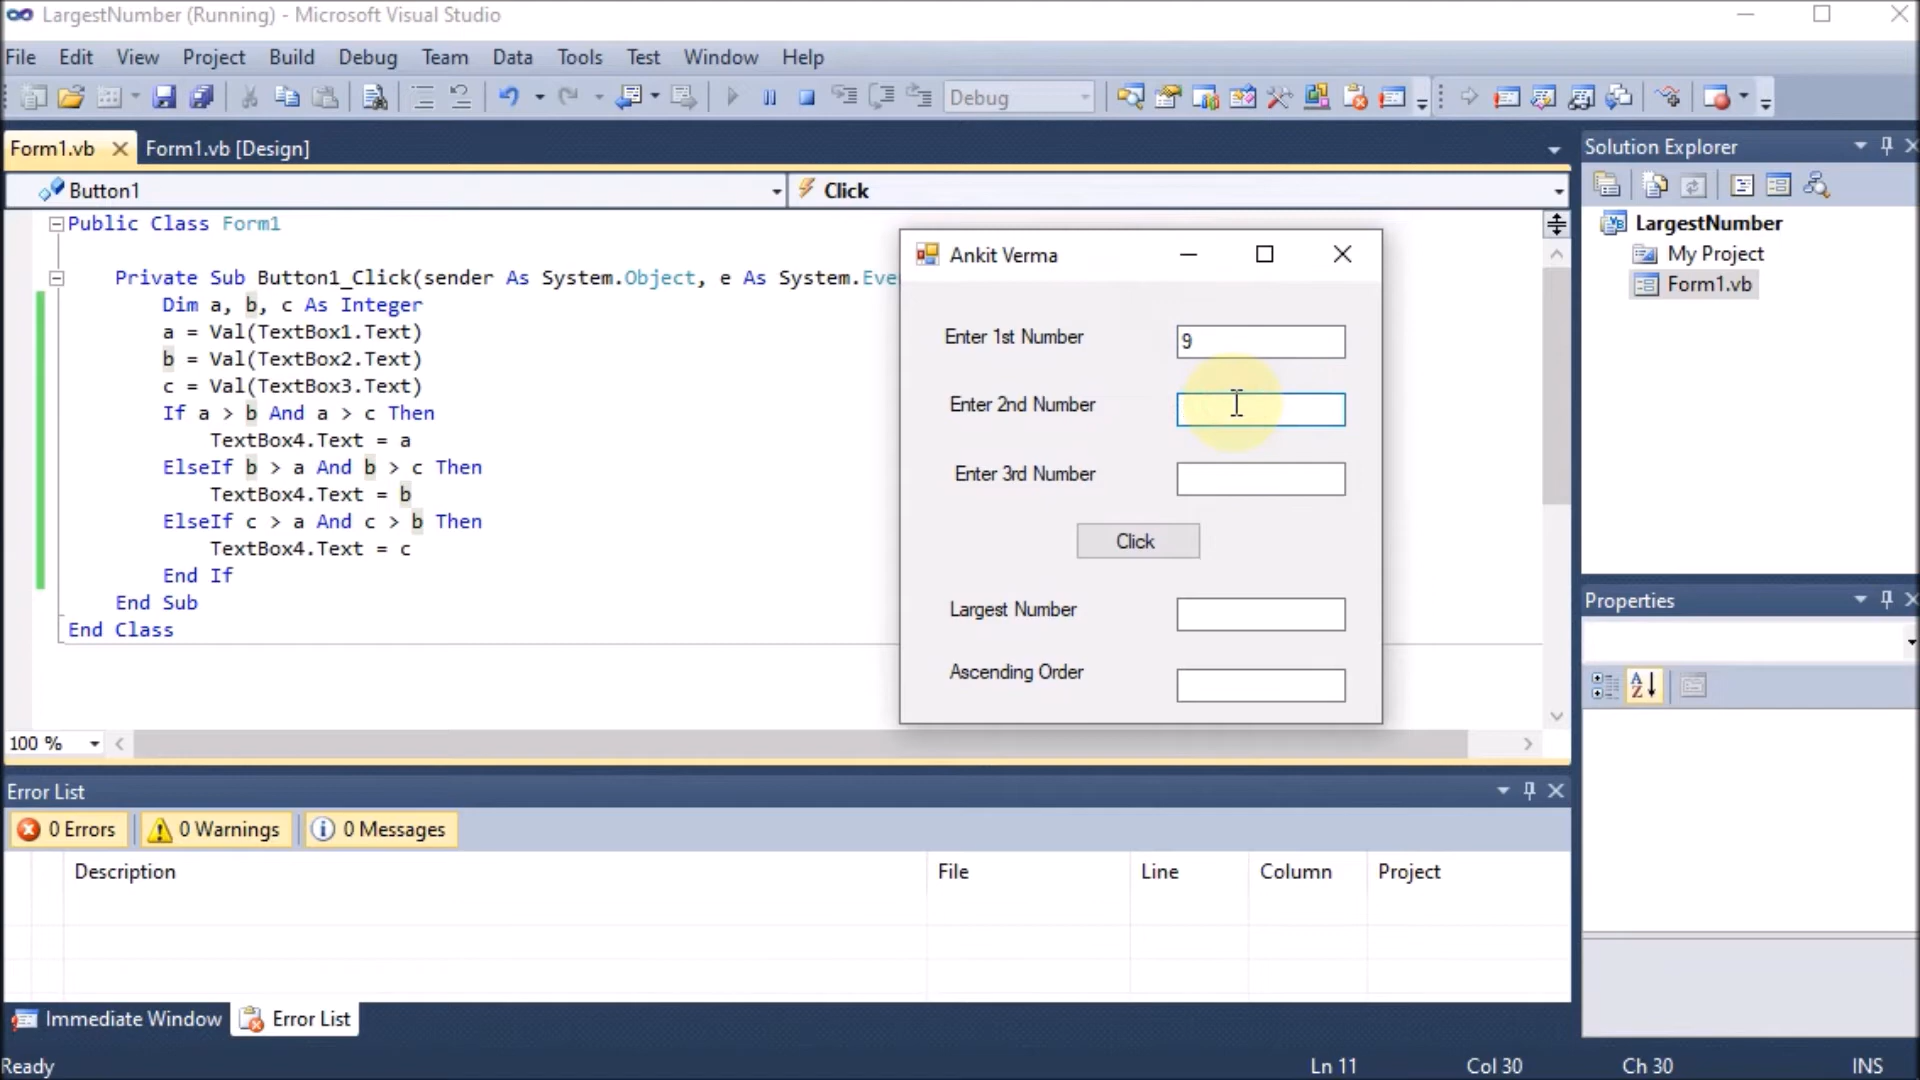 LargestNumber (Running) - Microsoft Visual Studio
File Edit View Project Build Debug Team Data Tools Test Window Help
Debug
Form1.vb Form1.vb [Design]
Button1 Click
Public Class Form1
Private Sub Button1_Click(sender As System.Object, e As System.Eve
Dim a, b, c As Integer
a = Val(TextBox1.Text)
b = Val(TextBox2.Text)
c = Val(TextBox3.Text)
If a > b And a > c Then
TextBox4.Text = a
ElseIf b > a And b > c Then
TextBox4.Text = b
ElseIf c > a And c > b Then
TextBox4.Text = c
End If
End Sub
End Class
100 %
Ankit Verma
Enter 1st Number 9
Enter 2nd Number
Enter 3rd Number
Click
Largest Number
Ascending Order
Solution Explorer
LargestNumber
My Project
Form1.vb
Properties
Error List
0 Errors 0 Warnings 0 Messages
Description File Line Column Project
Immediate Window Error List
Ready Ln 11 Col 30 Ch 30 INS